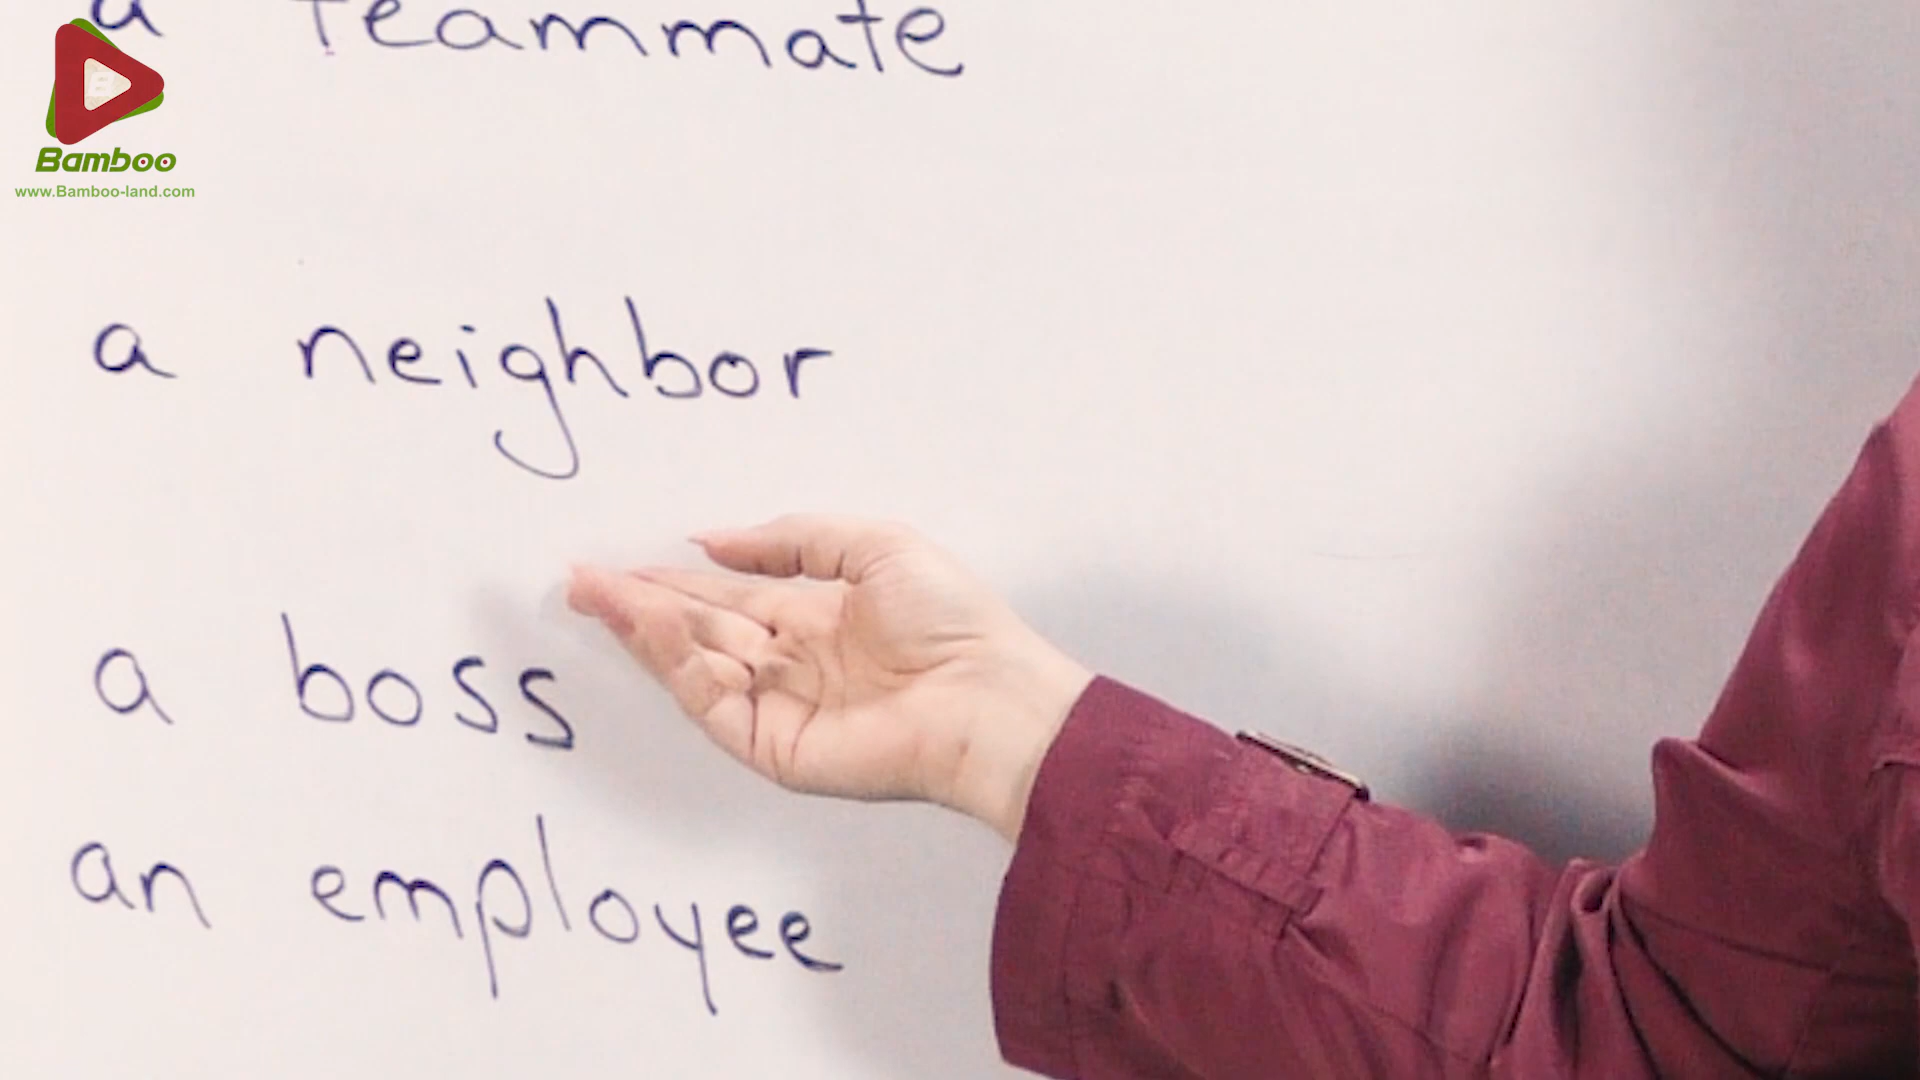 a teammate
Bamboo
www.Bamboo-land.com
a neighbor
a boss
an employee